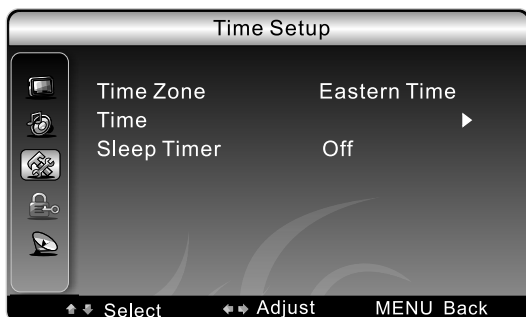 Time Setup
Time Zone Eastern Time
Time
Sleep Timer Off
Select Adjust MENU Back